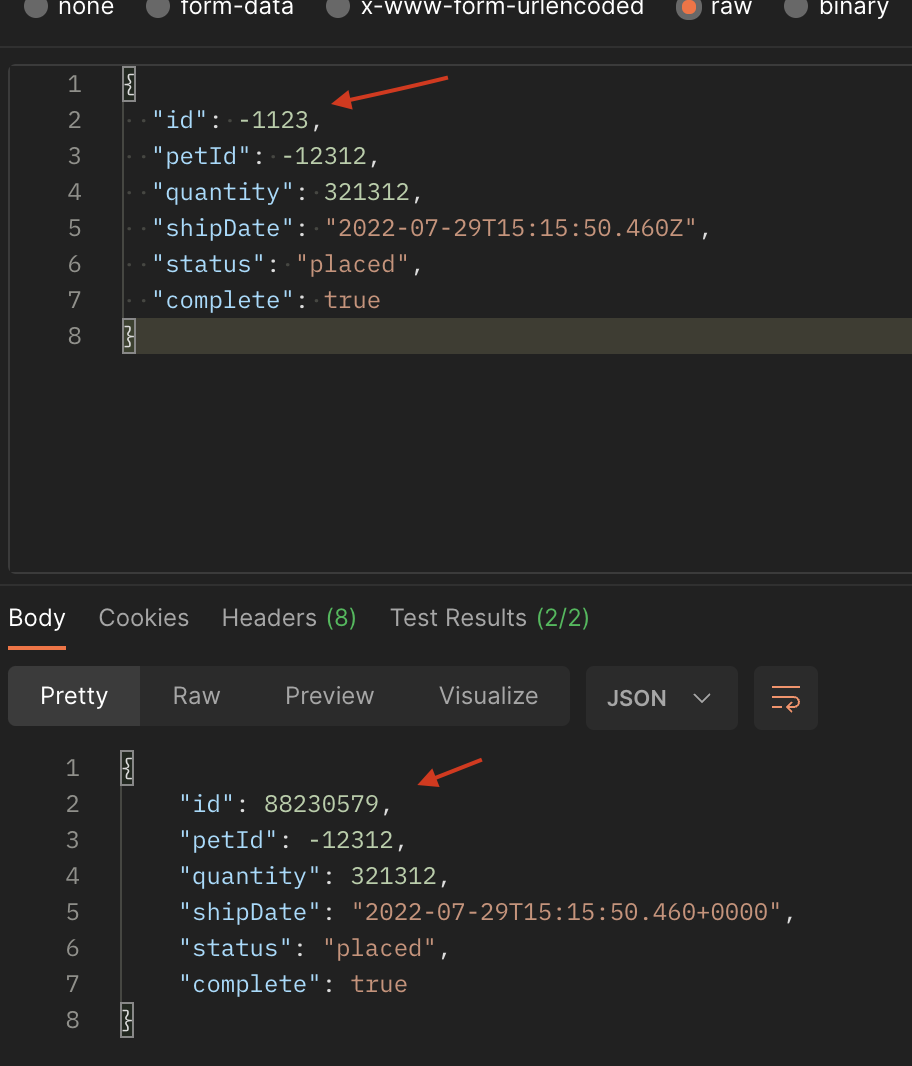 none form-data x-www-form-urlencoded raw binary
1 {
2 "id": -1123,
3 "petId": -12312,
4 "quantity": 321312,
5 "shipDate": "2022-07-29T15:15:50.460Z",
6 "status": "placed",
7 "complete": true
8 }
Body Cookies Headers (8) Test Results (2/2)
Pretty Raw Preview Visualize JSON
1 {
2 "id": 88230579,
3 "petId": -12312,
4 "quantity": 321312,
5 "shipDate": "2022-07-29T15:15:50.460+0000",
6 "status": "placed",
7 "complete": true
8 }